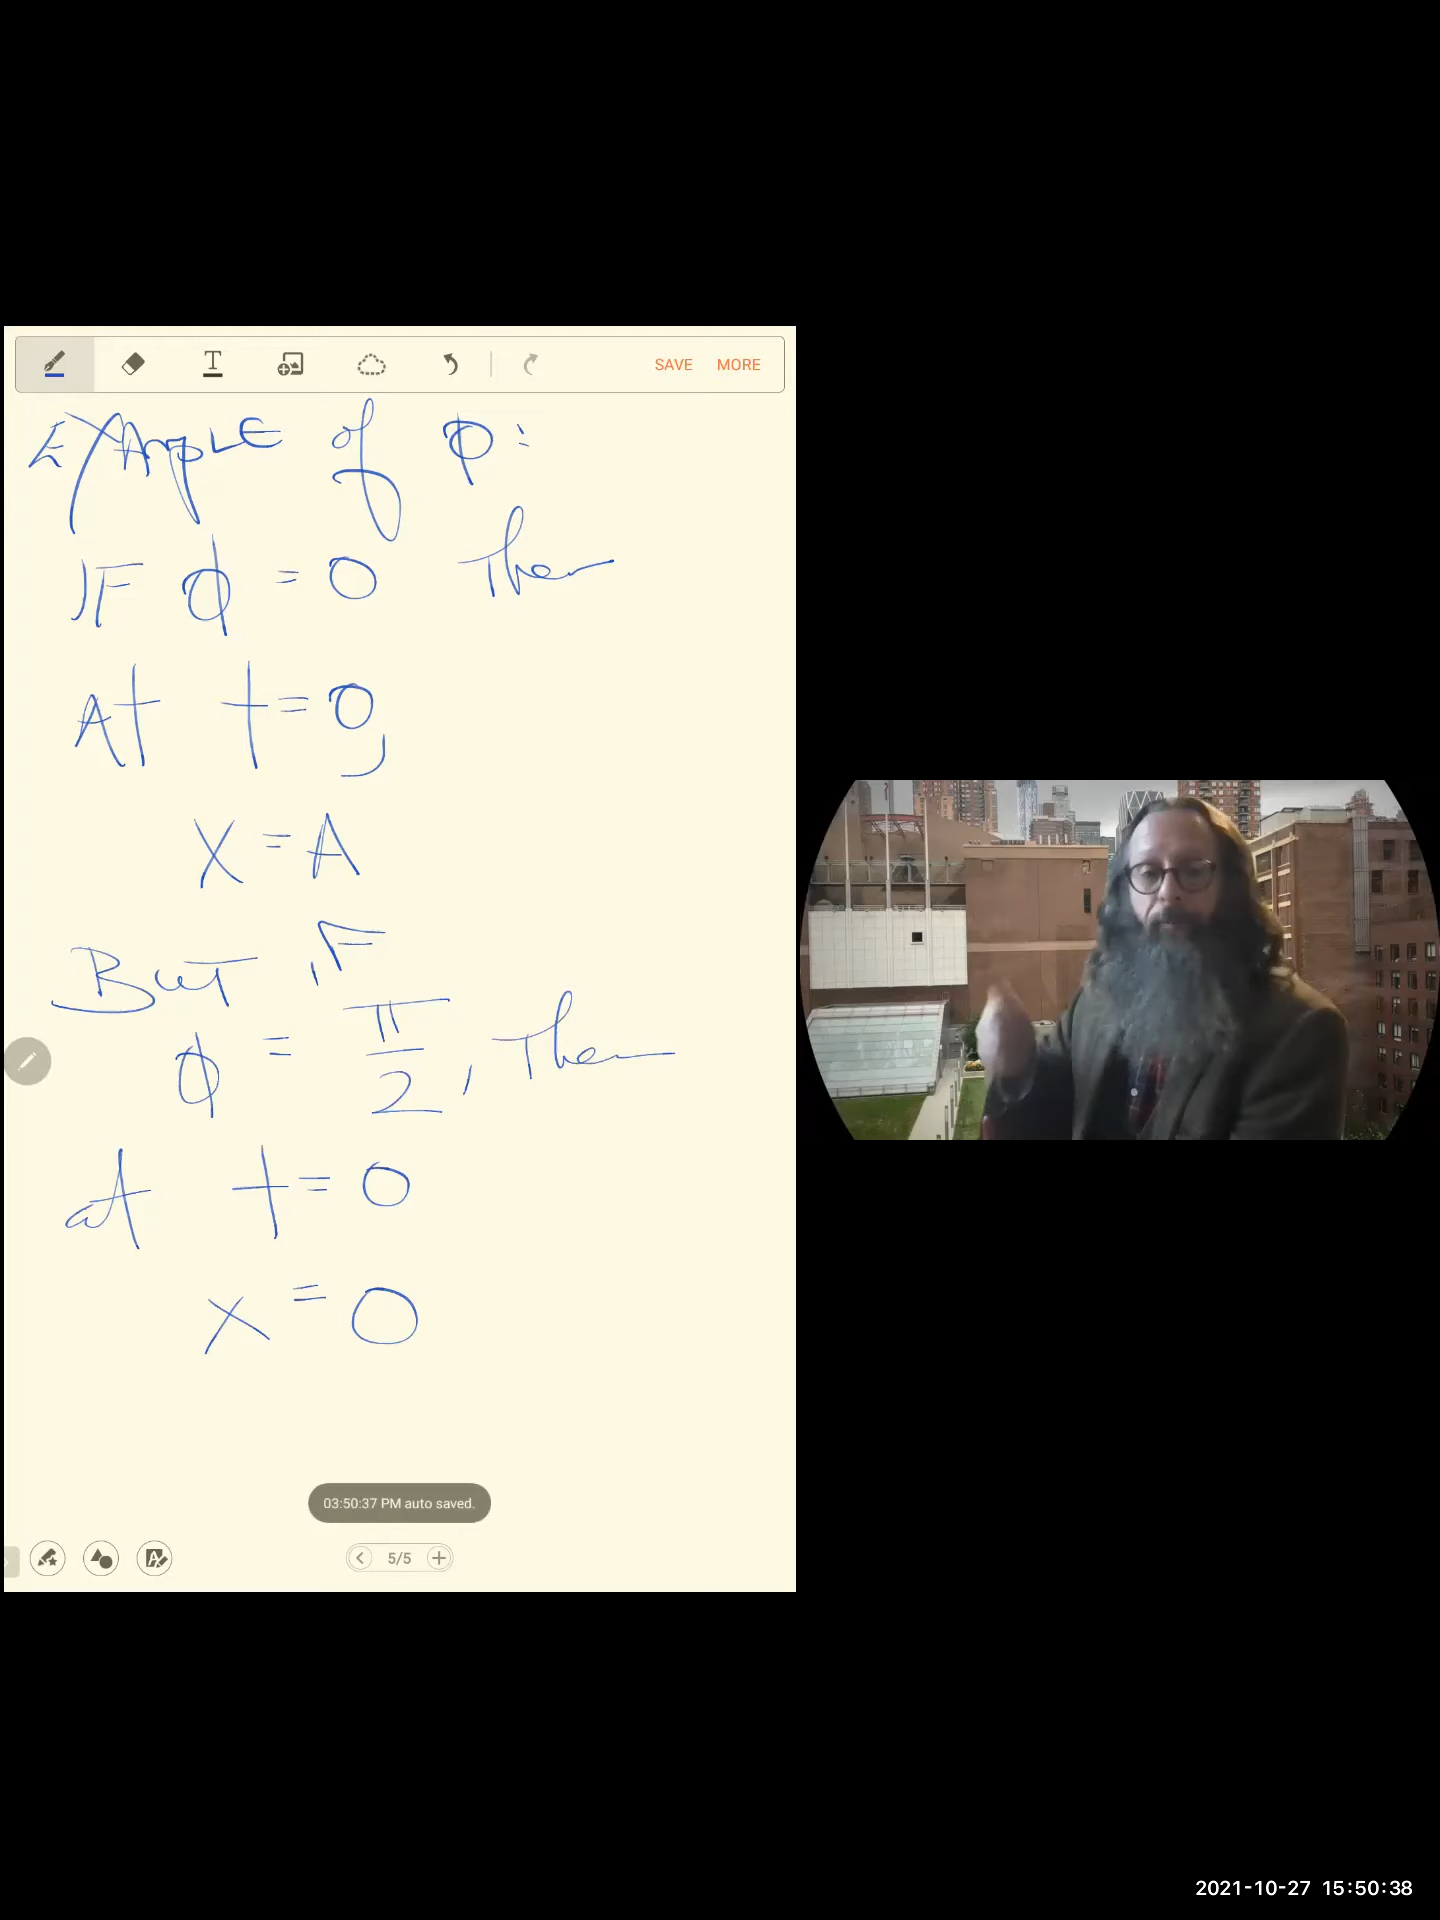 SAVE MORE
EXAMPLE of φ:
IF φ = 0 Then
At t = 0,
x = A
But IF
φ = π/2, Then
at t = 0
x = 0
03:50:37 PM auto saved.
5/5
2021-10-27 15:50:38